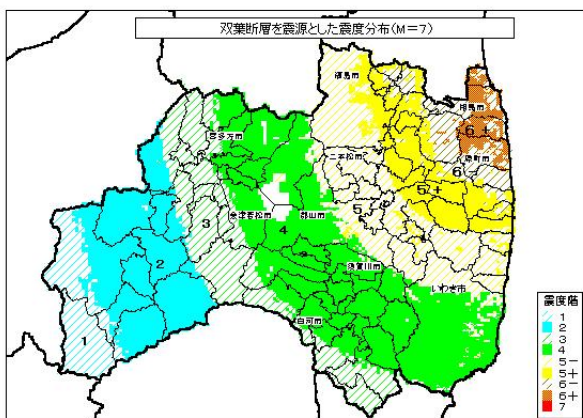 双葉断層を震源とした震度分布(M=7)
福島市
相馬市
6+
喜多方市
原町市
二本松市
6-
5+
3
会津若松市
郡山市
5-
4
2
須賀川市
いわき市
白河市
1
震度階
1
2
3
4
5-
5+
6-
6+
7